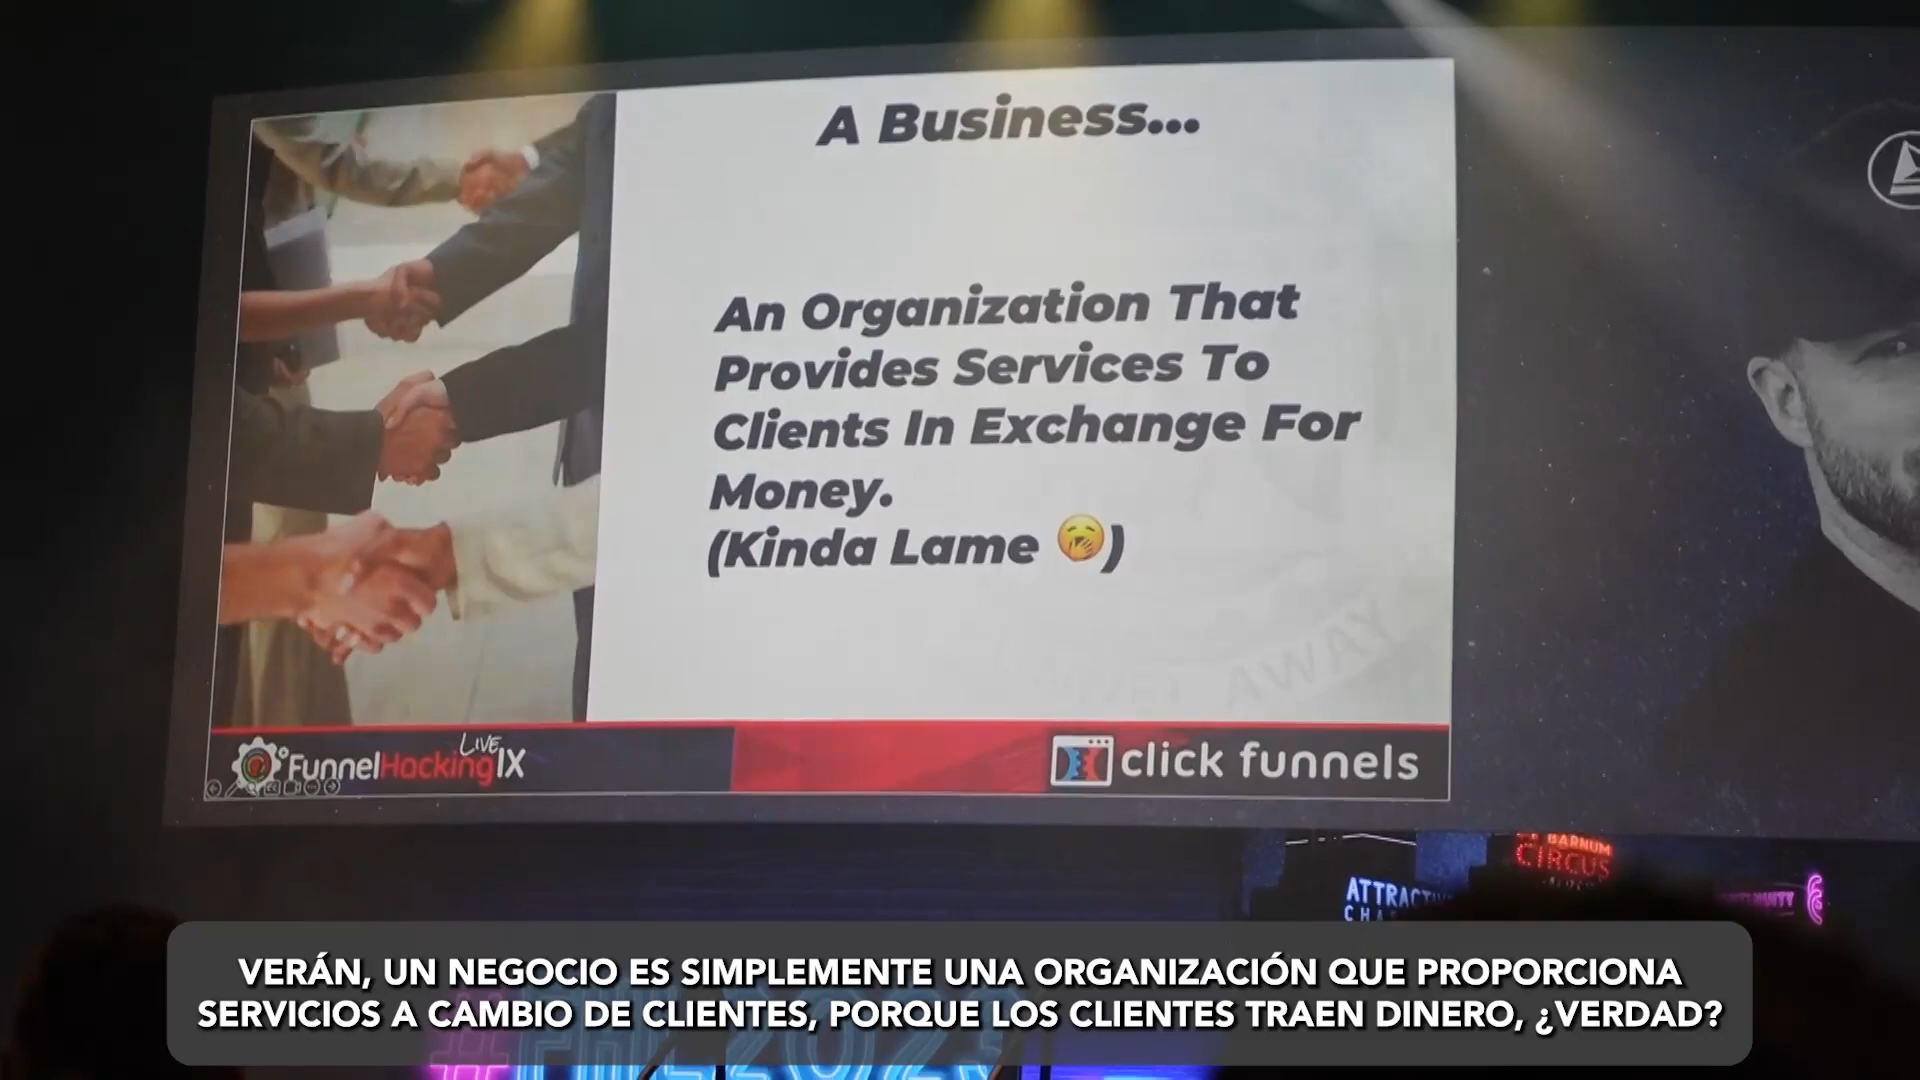 A Business...
An Organization That
Provides Services To
Clients In Exchange For
Money.
(Kinda Lame 🥱)
FunnelHacking LIVE IX
click funnels
BARNUM
CIRCUS
VERÁN, UN NEGOCIO ES SIMPLEMENTE UNA ORGANIZACIÓN QUE PROPORCIONA
SERVICIOS A CAMBIO DE CLIENTES, PORQUE LOS CLIENTES TRAEN DINERO, ¿VERDAD?
#FHL2023